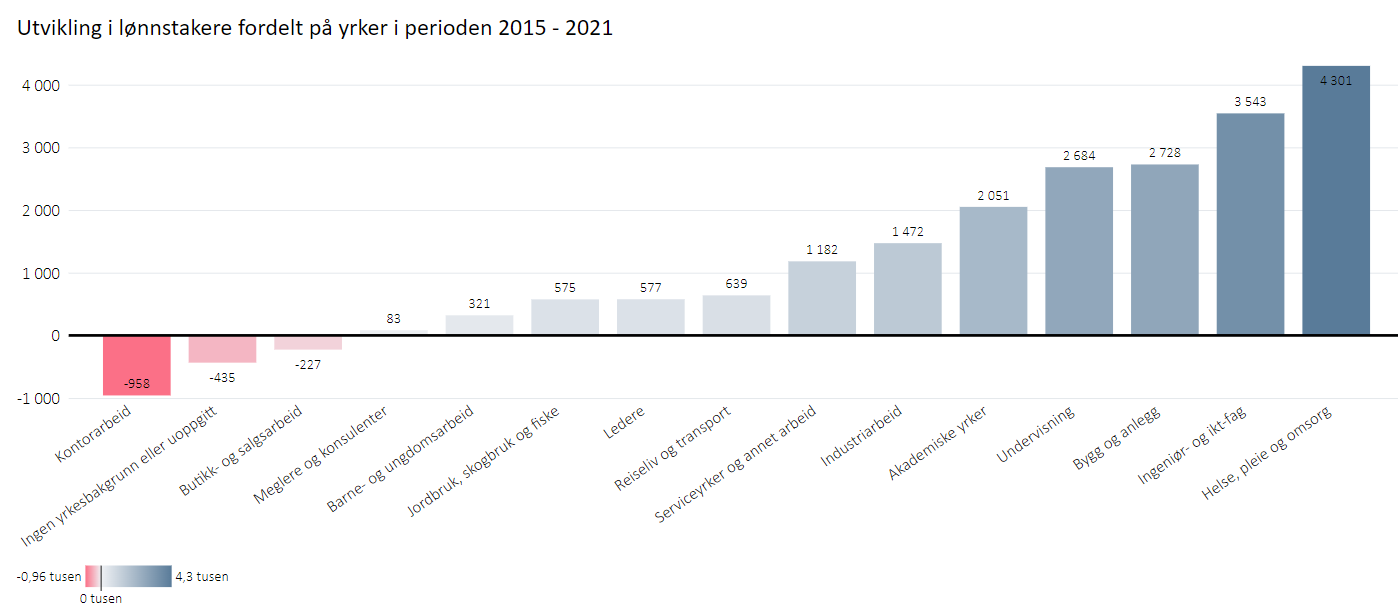 Utvikling i lønnstakere fordelt på yrker i perioden 2015 - 2021
4 000
3 000
2 000
1 000
0
-1 000
-958
-435
-227
83
321
575
577
639
1 182
1 472
2 051
2 684
2 728
3 543
4 301
Kontorarbeid
Ingen yrkesbakgrunn eller uoppgitt
Butikk- og salgsarbeid
Meglere og konsulenter
Barne- og ungdomsarbeid
Jordbruk, skogbruk og fiske
Ledere
Reiseliv og transport
Serviceyrker og annet arbeid
Industriarbeid
Akademiske yrker
Undervisning
Bygg og anlegg
Ingeniør- og ikt-fag
Helse, pleie og omsorg
-0,96 tusen
4,3 tusen
0 tusen